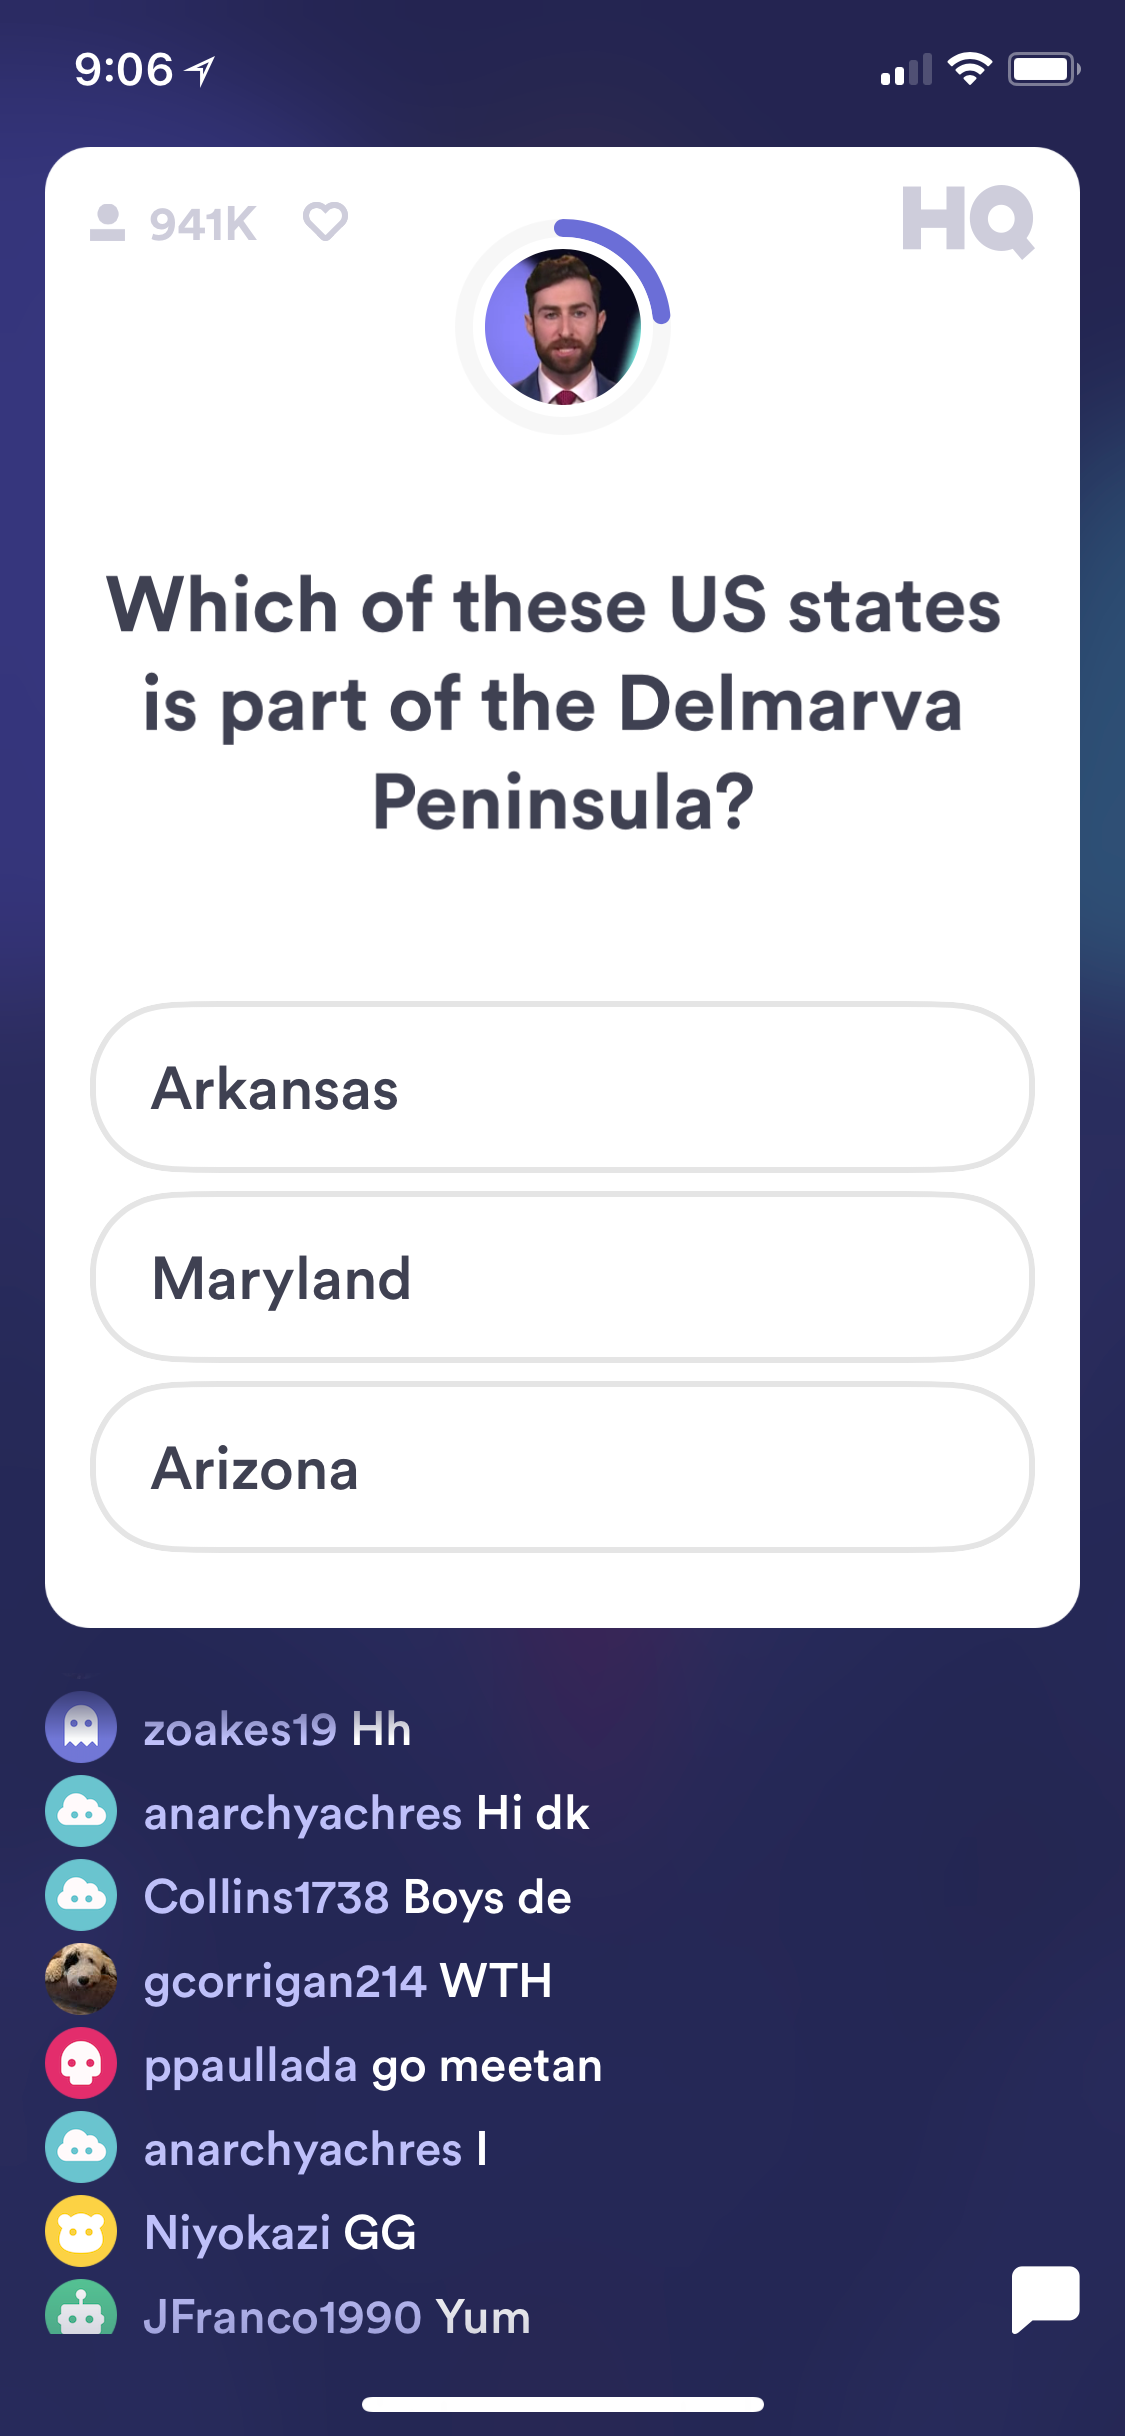 9:06
941K
HQ
Which of these US states
is part of the Delmarva
Peninsula?
Arkansas
Maryland
Arizona
zoakes19 Hh
anarchyachres Hi dk
Collins1738 Boys de
gcorrigan214 WTH
ppaullada go meetan
anarchyachres I
Niyokazi GG
JFranco1990 Yum